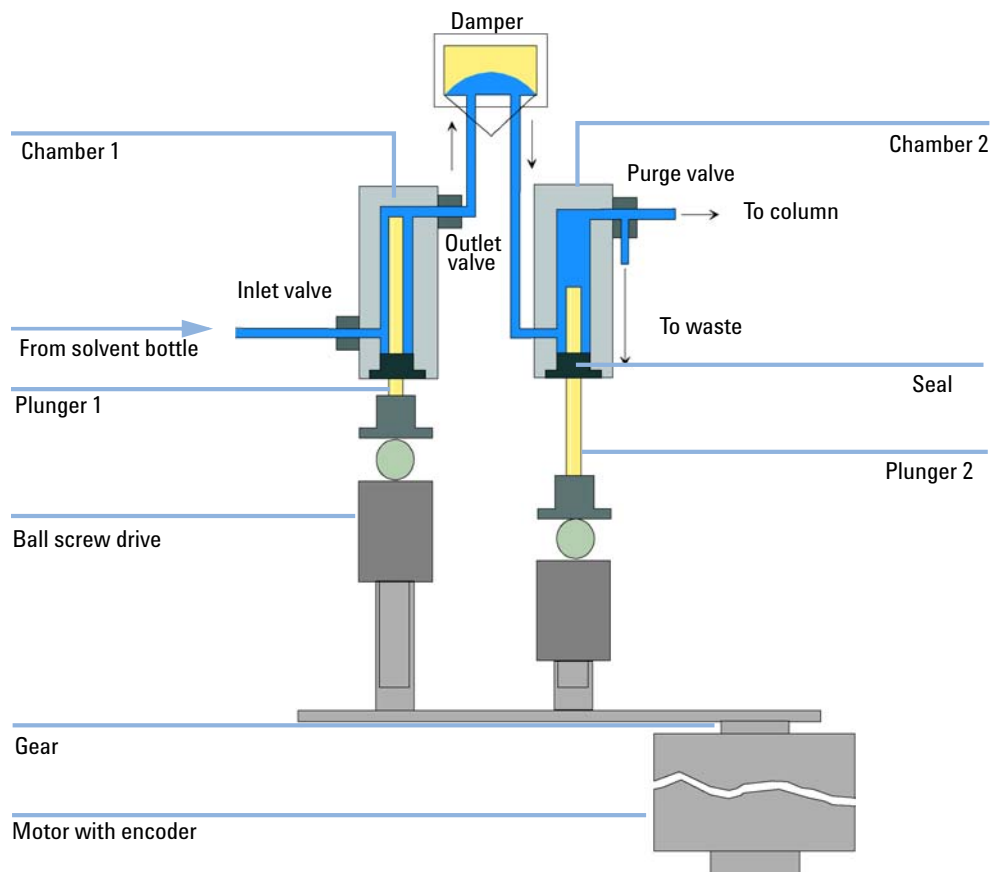 Damper
Chamber 1
Chamber 2
Purge valve
To column
Outlet
valve
Inlet valve
To waste
From solvent bottle
Seal
Plunger 1
Plunger 2
Ball screw drive
Gear
Motor with encoder